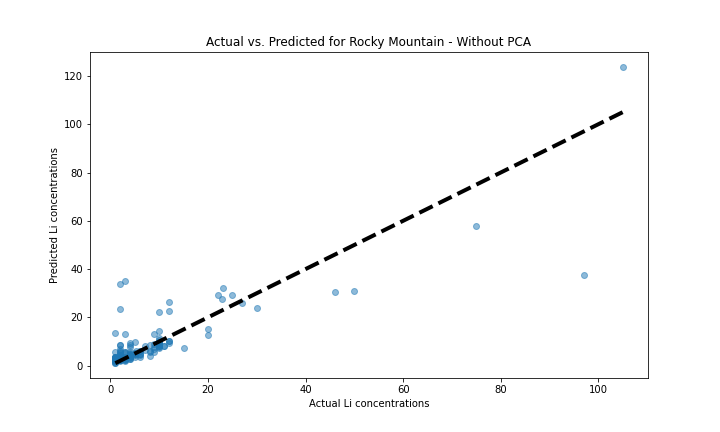 Actual vs. Predicted for Rocky Mountain - Without PCA
120
100
80
60
40
20
0
Predicted Li concentrations
0 20 40 60 80 100
Actual Li concentrations